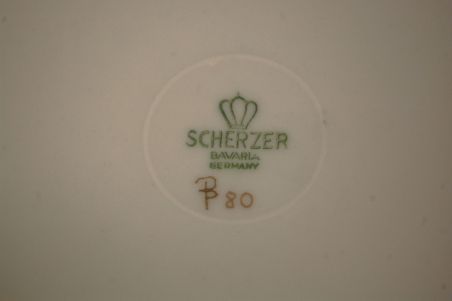 SCHERZER
BAVARIA
GERMANY
80